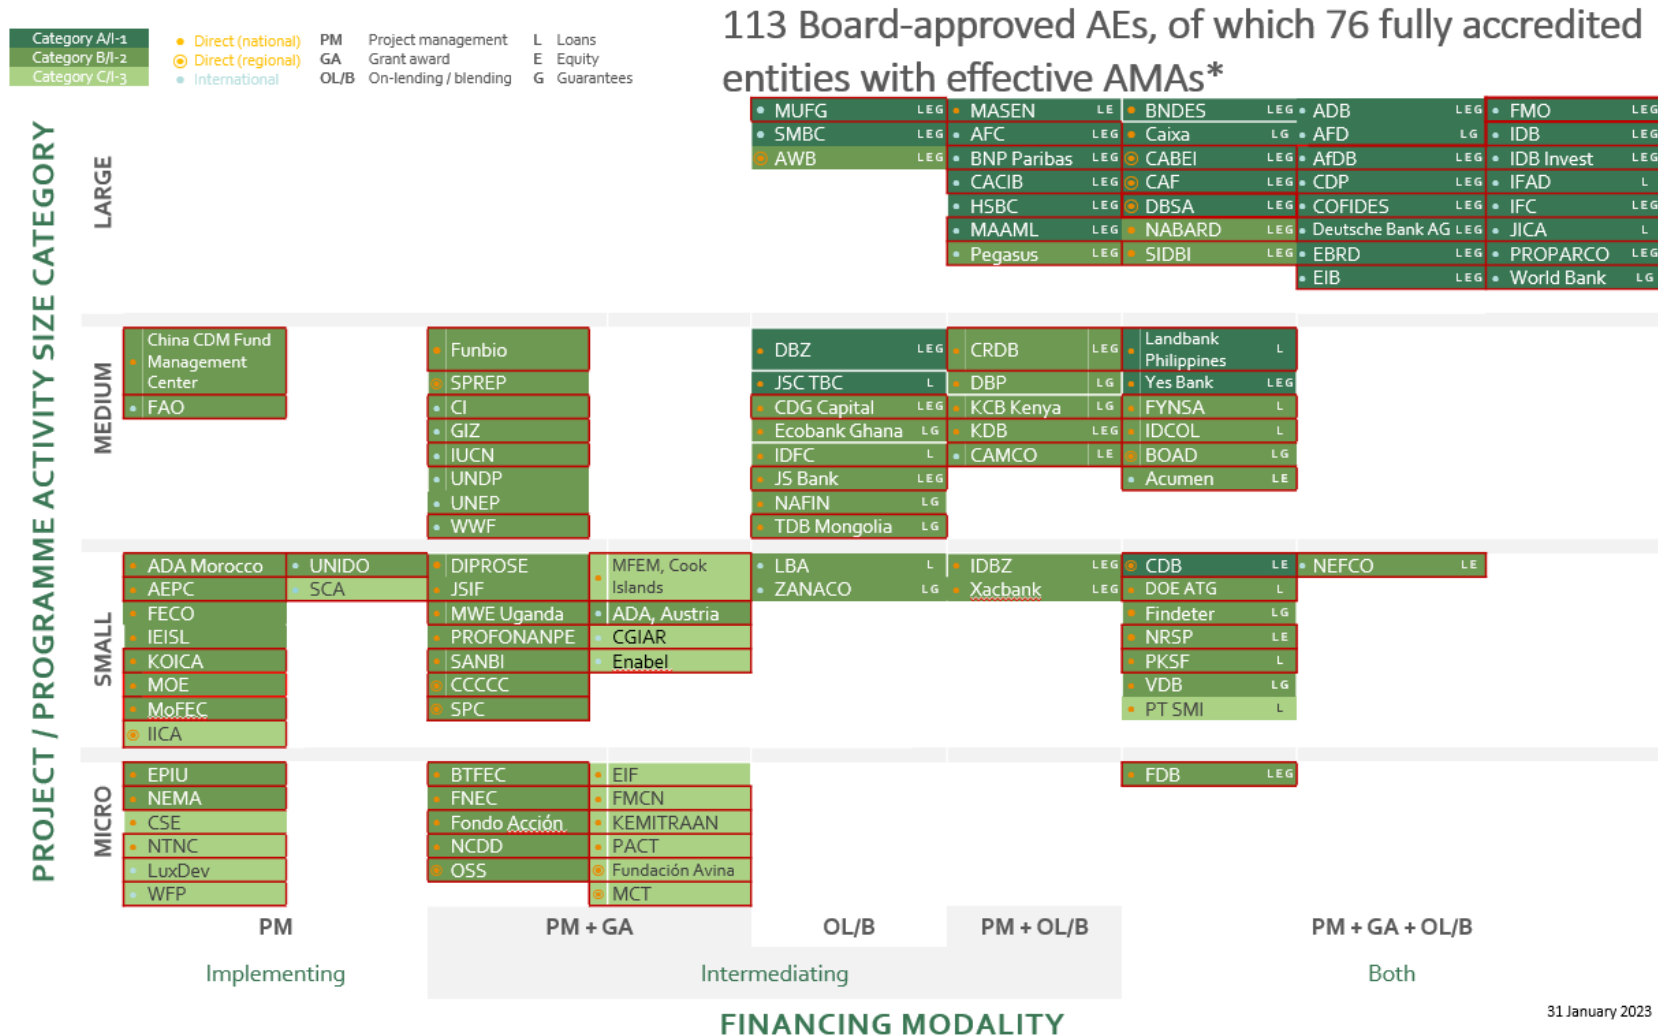 113 Board-approved AEs, of which 76 fully accredited
entities with effective AMAs*
Category A/I-1
Category B/I-2
Category C/I-3
Direct (national)
Direct (regional)
International
PM Project management
GA Grant award
OL/B On-lending / blending
L Loans
E Equity
G Guarantees
PROJECT / PROGRAMME ACTIVITY SIZE CATEGORY
LARGE
MUFG LEG
SMBC LEG
AWB LEG
MASEN LE
AFC LEG
BNP Paribas LEG
CACIB LEG
HSBC LEG
MAAML LEG
Pegasus LEG
BNDES LEG
Caixa LG
CABEI LEG
CAF LEG
DBSA LEG
NABARD LEG
SIDBI LEG
ADB LEG
AFD LG
AfDB LEG
CDP LEG
COFIDES LEG
Deutsche Bank AG LEG
EBRD LEG
EIB LEG
FMO LEG
IDB LEG
IDB Invest LEG
IFAD L
IFC LEG
JICA L
PROPARCO LEG
World Bank LG
MEDIUM
China CDM Fund
Management
Center
FAO
Funbio
SPREP
CI
GIZ
IUCN
UNDP
UNEP
WWF
DBZ LEG
JSC TBC L
CDG Capital LEG
Ecobank Ghana LG
IDFC L
JS Bank LEG
NAFIN LG
TDB Mongolia LG
CRDB LEG
DBP LG
KCB Kenya LG
KDB LEG
CAMCO LE
Landbank
Philippines L
Yes Bank LEG
FYNSA L
IDCOL L
BOAD LG
Acumen LE
SMALL
ADA Morocco
AEPC
FECO
IEISL
KOICA
MOE
MoFEC
IICA
UNIDO
SCA
DIPROSE
JSIF
MWE Uganda
PROFONANPE
SANBI
CCCCC
SPC
MFEM, Cook
Islands
ADA, Austria
CGIAR
Enabel
LBA L
ZANACO LG
IDBZ LEG
Xacbank LEG
CDB LE
DOE ATG L
Findeter LG
NRSP LE
PKSF L
VDB LG
PT SMI L
NEFCO LE
MICRO
EPIU
NEMA
CSE
NTNC
LuxDev
WFP
BTFEC
FNEC
Fondo Acción
NCDD
OSS
EIF
FMCN
KEMITRAAN
PACT
Fundación Avina
MCT
FDB LEG
PM
PM + GA
OL/B
PM + OL/B
PM + GA + OL/B
Implementing
Intermediating
Both
FINANCING MODALITY
31 January 2023